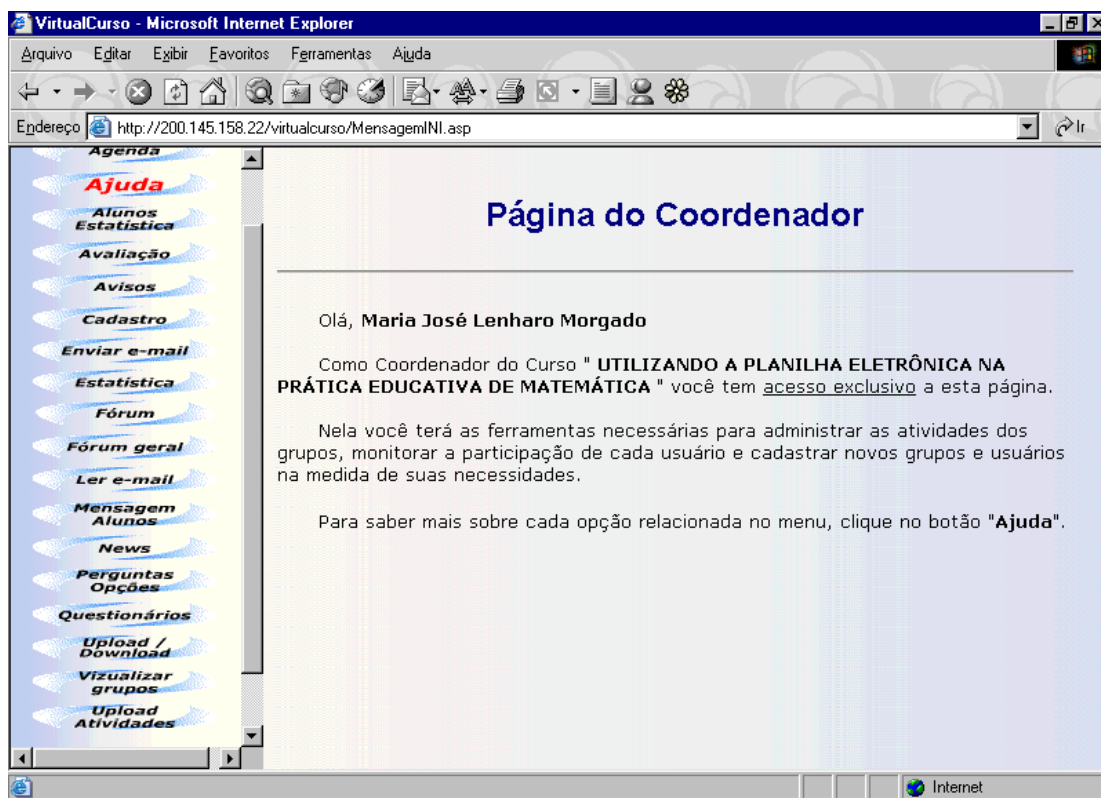 VirtualCurso - Microsoft Internet Explorer
Arquivo Editar Exibir Favoritos Ferramentas Ajuda
Endereço http://200.145.158.22/virtualcurso/MensagemINI.asp Ir
Agenda
Ajuda
Alunos
Estatística
Avaliação
Avisos
Cadastro
Enviar e-mail
Estatística
Fórum
Fórum geral
Ler e-mail
Mensagem
Alunos
News
Perguntas
Opções
Questionários
Upload /
Download
Vizualizar
grupos
Upload
Atividades
Página do Coordenador
Olá, Maria José Lenharo Morgado
Como Coordenador do Curso " UTILIZANDO A PLANILHA ELETRÔNICA NA
PRÁTICA EDUCATIVA DE MATEMÁTICA " você tem acesso exclusivo a esta página.
Nela você terá as ferramentas necessárias para administrar as atividades dos
grupos, monitorar a participação de cada usuário e cadastrar novos grupos e usuários
na medida de suas necessidades.
Para saber mais sobre cada opção relacionada no menu, clique no botão "Ajuda".
Internet